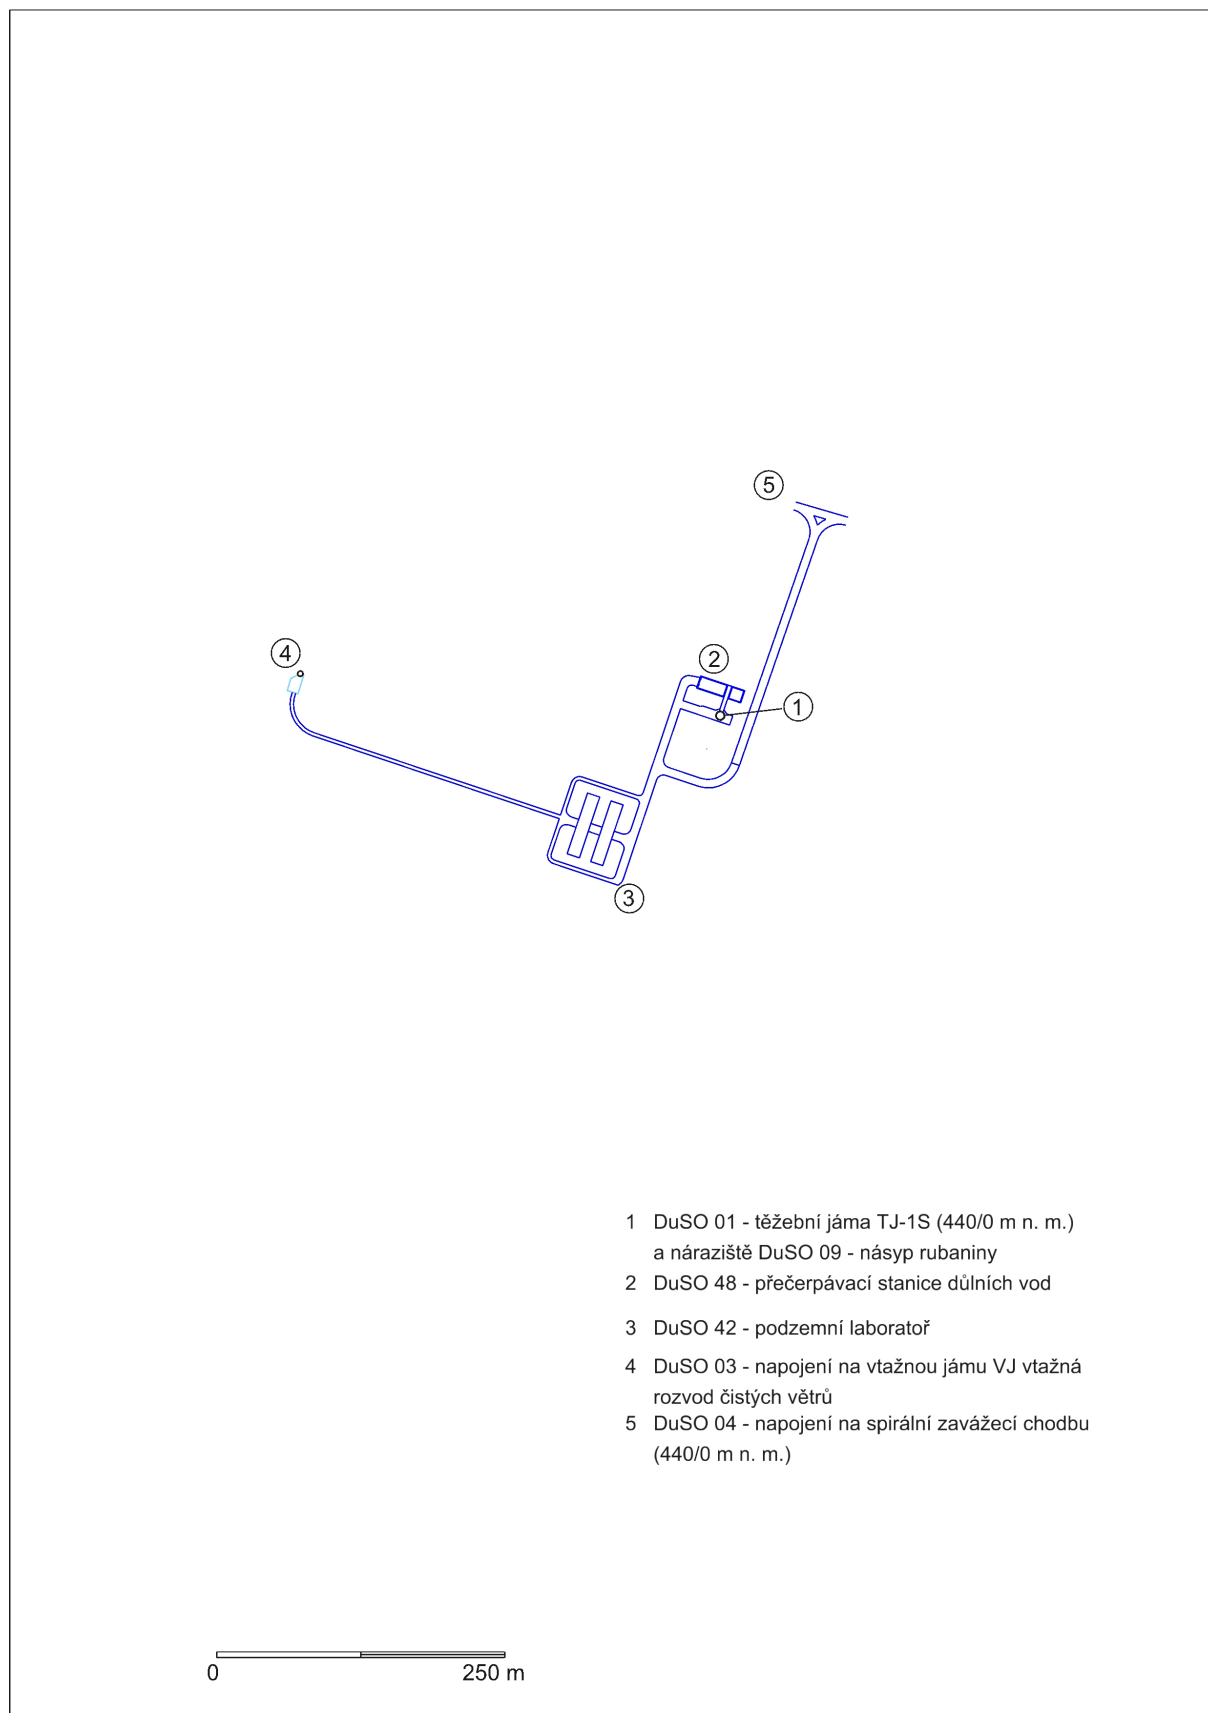 5
4
2
1
3
1 DuSO 01 - těžební jáma TJ-1S (440/0 m n. m.)
a náraziště DuSO 09 - násyp rubaniny
2 DuSO 48 - přečerpávací stanice důlních vod
3 DuSO 42 - podzemní laboratoř
4 DuSO 03 - napojení na vtažnou jámu VJ vtažná
rozvod čistých větrů
5 DuSO 04 - napojení na spirální zavážecí chodbu
(440/0 m n. m.)
0 250 m